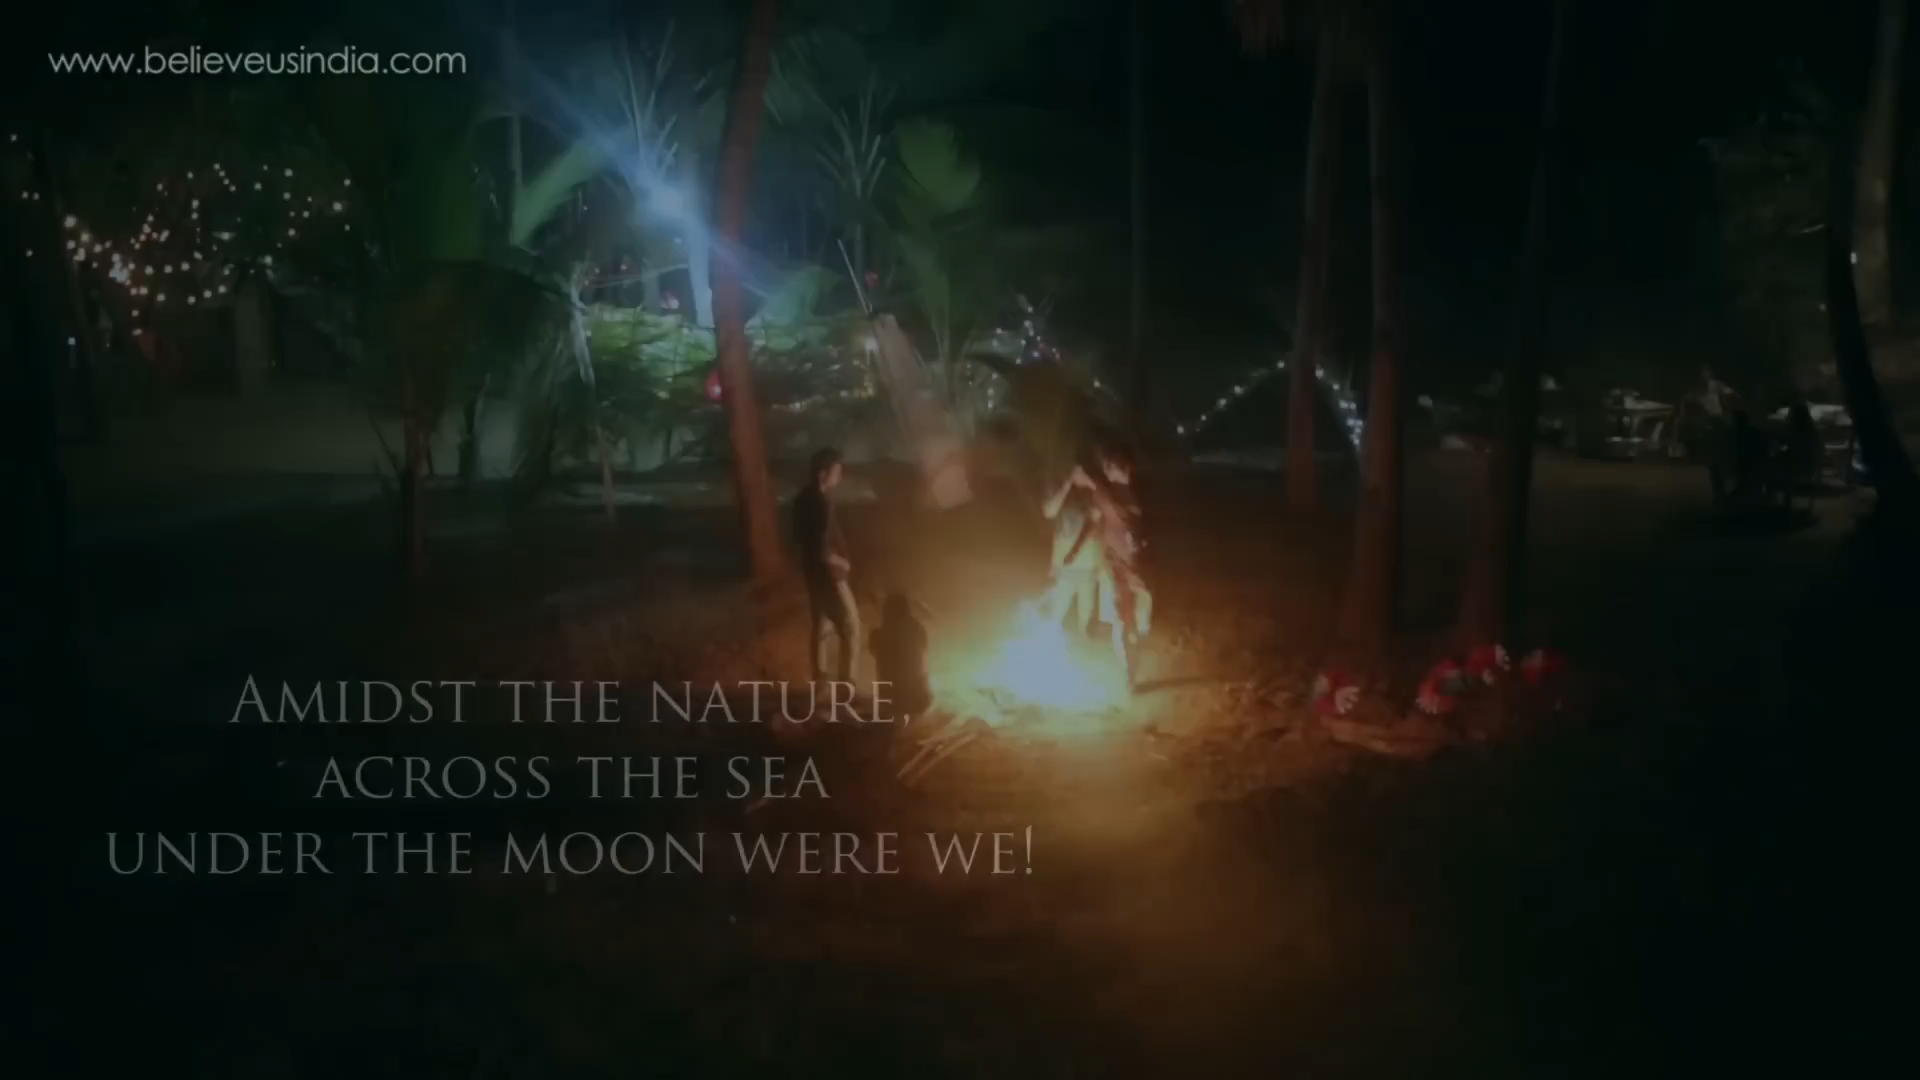 www.believeusindia.com
AMIDST THE NATURE,
ACROSS THE SEA
UNDER THE MOON WERE WE!